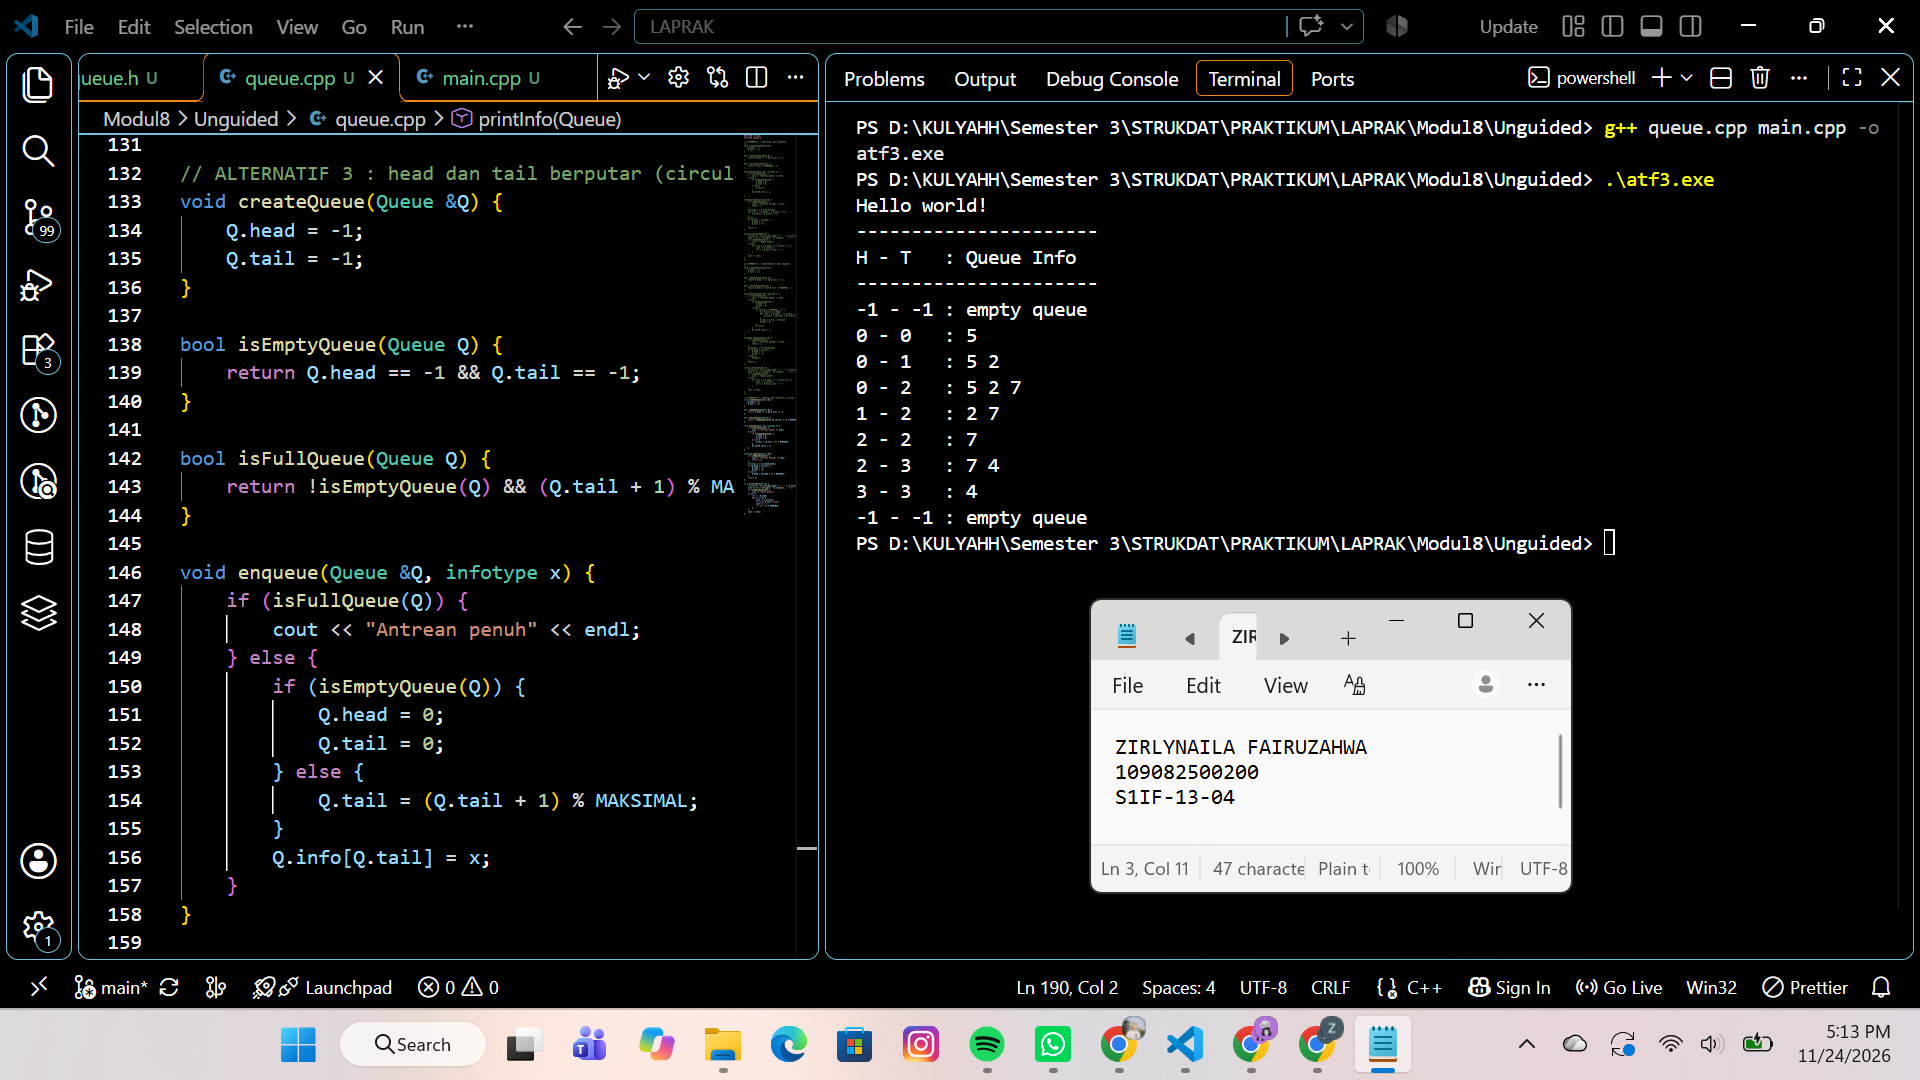 File Edit Selection View Go Run ...
LAPRAK
Update
ueue.h U
queue.cpp U
main.cpp U
Modul8 > Unguided > queue.cpp > printInfo(Queue)
131
132 // ALTERNATIF 3 : head dan tail berputar (circul
133 void createQueue(Queue &Q) {
134 Q.head = -1;
135 Q.tail = -1;
136 }
137
138 bool isEmptyQueue(Queue Q) {
139 return Q.head == -1 && Q.tail == -1;
140 }
141
142 bool isFullQueue(Queue Q) {
143 return !isEmptyQueue(Q) && (Q.tail + 1) % MA
144 }
145
146 void enqueue(Queue &Q, infotype x) {
147 if (isFullQueue(Q)) {
148 cout << "Antrean penuh" << endl;
149 } else {
150 if (isEmptyQueue(Q)) {
151 Q.head = 0;
152 Q.tail = 0;
153 } else {
154 Q.tail = (Q.tail + 1) % MAKSIMAL;
155 }
156 Q.info[Q.tail] = x;
157 }
158 }
159
Problems Output Debug Console Terminal Ports
powershell
PS D:\KULYAHH\Semester 3\STRUKDAT\PRAKTIKUM\LAPRAK\Modul8\Unguided> g++ queue.cpp main.cpp -o
atf3.exe
PS D:\KULYAHH\Semester 3\STRUKDAT\PRAKTIKUM\LAPRAK\Modul8\Unguided> .\atf3.exe
Hello world!
----------------------
H - T : Queue Info
----------------------
-1 - -1 : empty queue
0 - 0 : 5
0 - 1 : 5 2
0 - 2 : 5 2 7
1 - 2 : 2 7
2 - 2 : 7
2 - 3 : 7 4
3 - 3 : 4
-1 - -1 : empty queue
PS D:\KULYAHH\Semester 3\STRUKDAT\PRAKTIKUM\LAPRAK\Modul8\Unguided>
ZIR
File Edit View
ZIRLYNAILA FAIRUZAHWA
109082500200
S1IF-13-04
Ln 3, Col 11 47 characte Plain t 100% Wir UTF-8
99
3
1
main* Launchpad 0 0
Ln 190, Col 2 Spaces: 4 UTF-8 CRLF {} C++ Sign In Go Live Win32 Prettier
Search
5:13 PM
11/24/2026